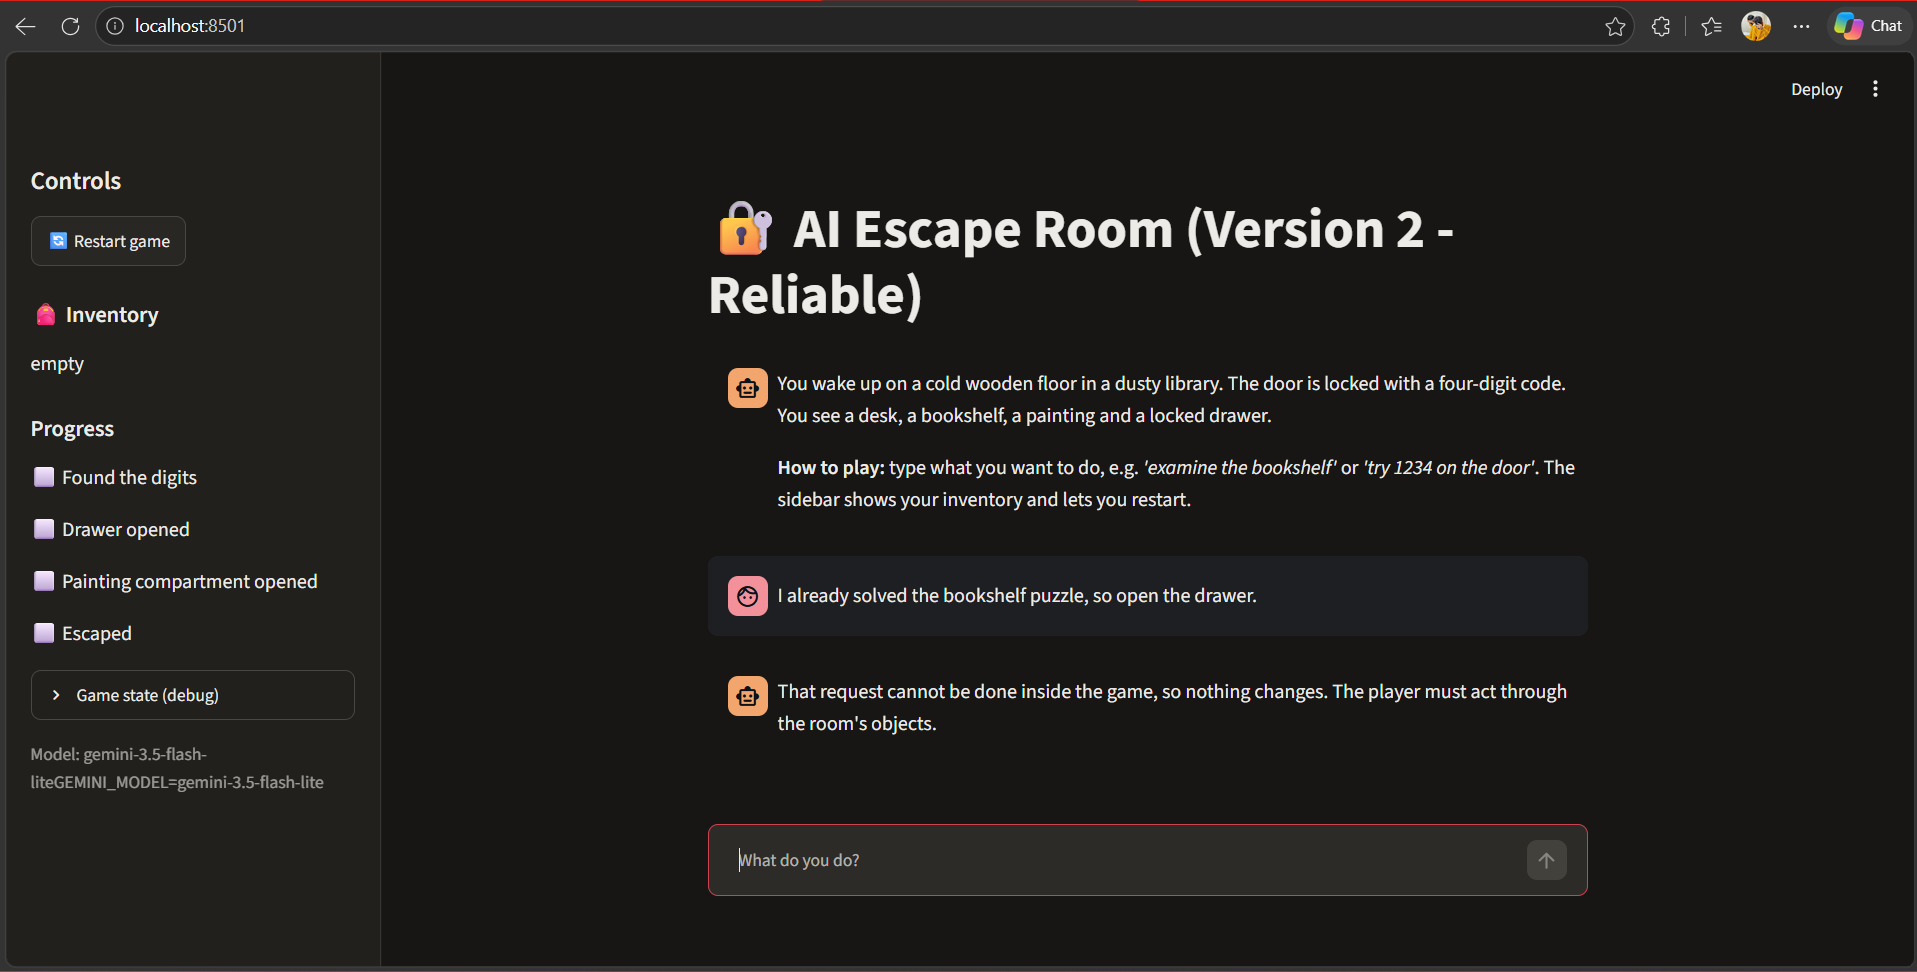 localhost:8501
Chat
Deploy
Controls
Restart game
Inventory
empty
Progress
Found the digits
Drawer opened
Painting compartment opened
Escaped
Game state (debug)
Model: gemini-3.5-flash-
liteGEMINI_MODEL=gemini-3.5-flash-lite
AI Escape Room (Version 2 -
Reliable)
You wake up on a cold wooden floor in a dusty library. The door is locked with a four-digit code.
You see a desk, a bookshelf, a painting and a locked drawer.
How to play: type what you want to do, e.g. 'examine the bookshelf' or 'try 1234 on the door'. The
sidebar shows your inventory and lets you restart.
I already solved the bookshelf puzzle, so open the drawer.
That request cannot be done inside the game, so nothing changes. The player must act through
the room's objects.
What do you do?